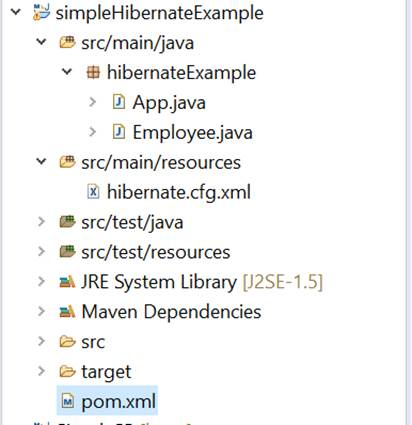 simpleHibernateExample
src/main/java
hibernateExample
App.java
Employee.java
src/main/resources
hibernate.cfg.xml
src/test/java
src/test/resources
JRE System Library [J2SE-1.5]
Maven Dependencies
src
target
pom.xml